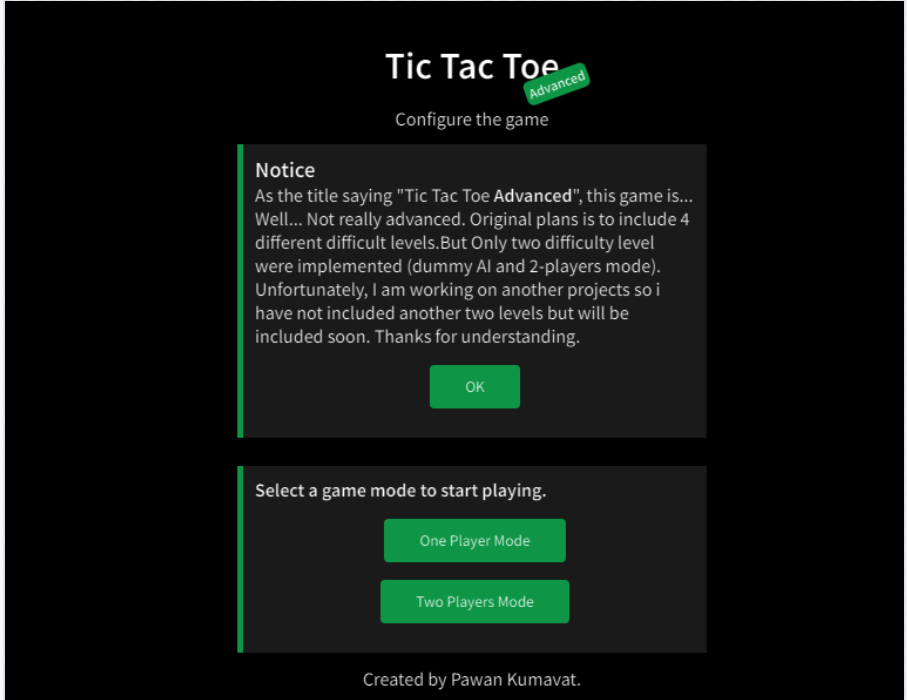 Tic Tac Toe
Advanced
Configure the game
Notice
As the title saying "Tic Tac Toe Advanced", this game is...
Well... Not really advanced. Original plans is to include 4
different difficult levels.But Only two difficulty level
were implemented (dummy AI and 2-players mode).
Unfortunately, I am working on another projects so i
have not included another two levels but will be
included soon. Thanks for understanding.
OK
Select a game mode to start playing.
One Player Mode
Two Players Mode
Created by Pawan Kumavat.